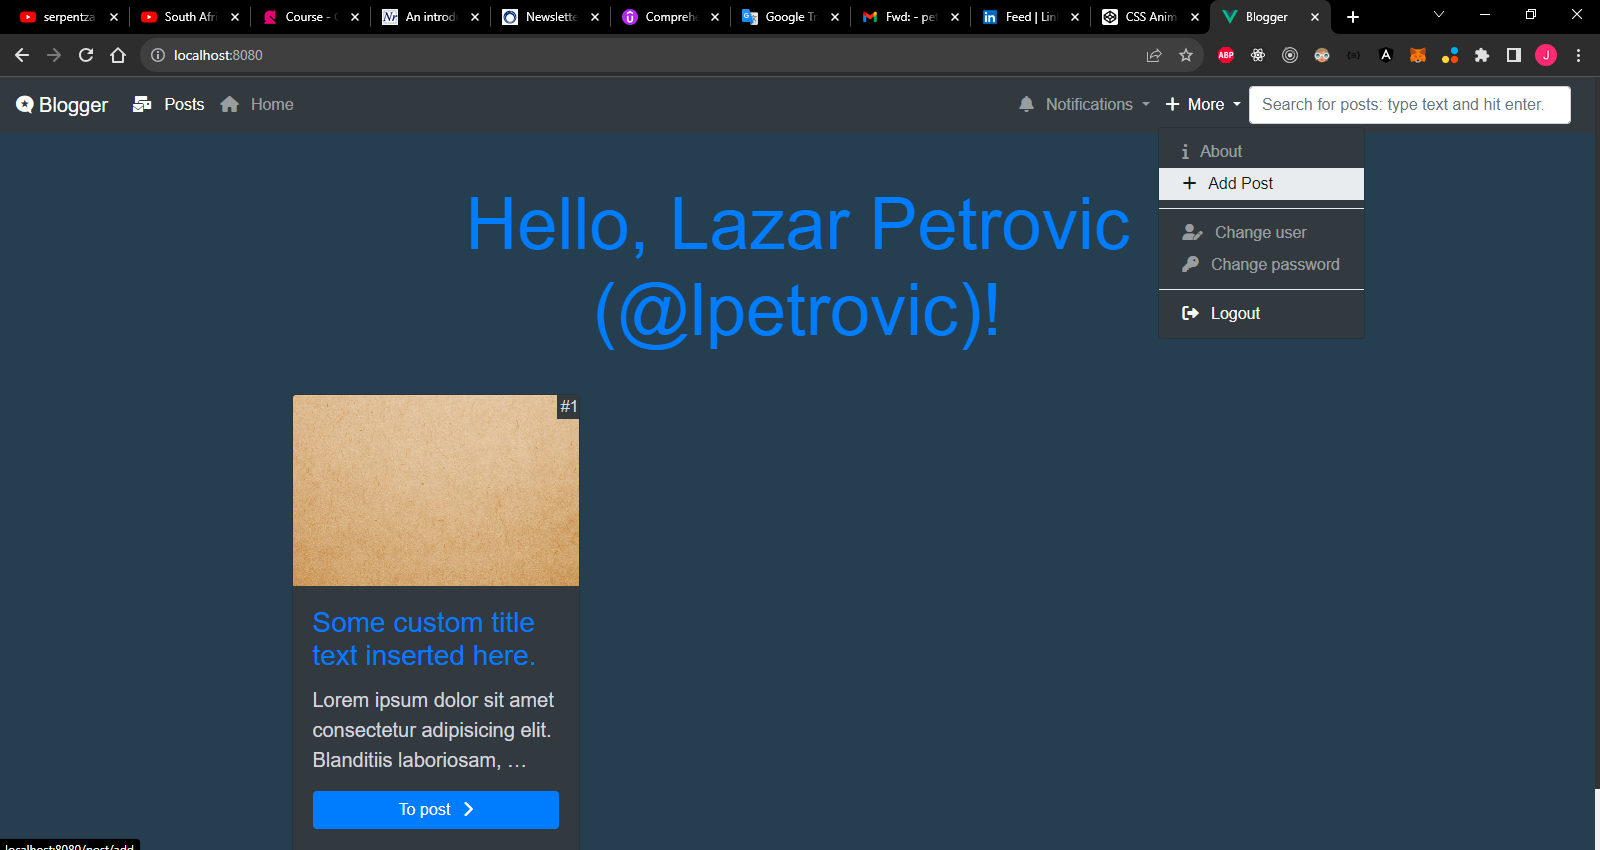 serpentza
South Afri
Course - 
An introd
Newslette
Compreh
Google Tr
Fwd: - pet
Feed | Lin
CSS Anim
Blogger
localhost:8080
ABP
J
Blogger
Posts
Home
Notifications
More
Search for posts: type text and hit enter.
About
Add Post
Change user
Change password
Logout
Hello, Lazar Petrovic
(@lpetrovic)!
#1
Some custom title
text inserted here.
Lorem ipsum dolor sit amet
consectetur adipisicing elit.
Blanditiis laboriosam, ...
To post
localhost:8080/post/add